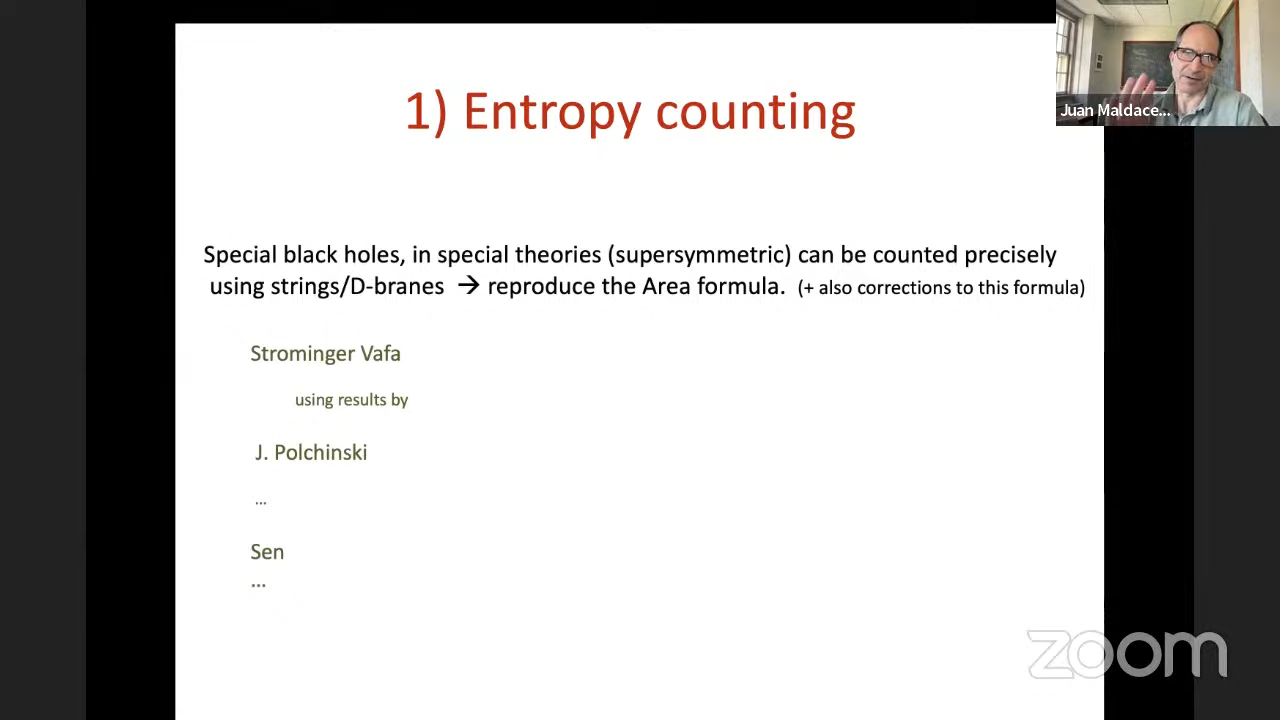 1) Entropy counting
Juan Maldace...
Special black holes, in special theories (supersymmetric) can be counted precisely
using strings/D-branes → reproduce the Area formula. (+ also corrections to this formula)
Strominger Vafa
using results by
J. Polchinski
...
Sen
...
zoom